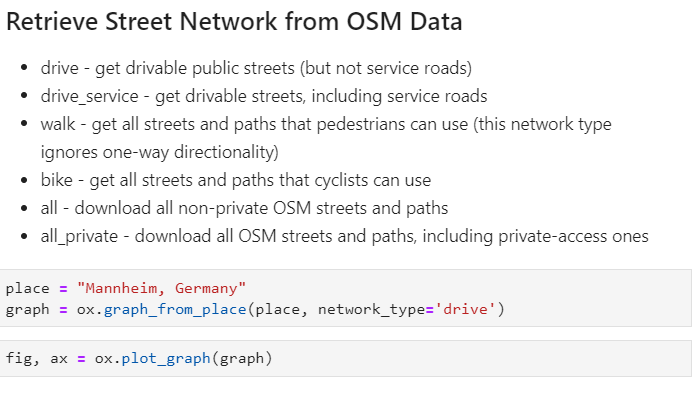 Retrieve Street Network from OSM Data
• drive - get drivable public streets (but not service roads)
• drive_service - get drivable streets, including service roads
• walk - get all streets and paths that pedestrians can use (this network type
ignores one-way directionality)
• bike - get all streets and paths that cyclists can use
• all - download all non-private OSM streets and paths
• all_private - download all OSM streets and paths, including private-access ones
place = "Mannheim, Germany"
graph = ox.graph_from_place(place, network_type='drive')
fig, ax = ox.plot_graph(graph)